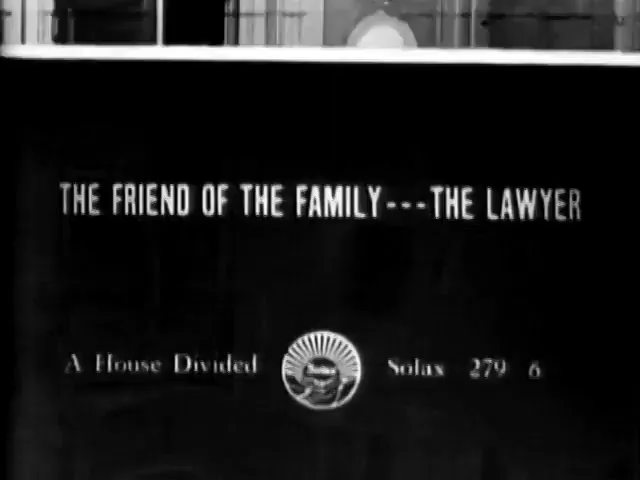 THE FRIEND OF THE FAMILY---THE LAWYER
A House Divided Solax 279 6